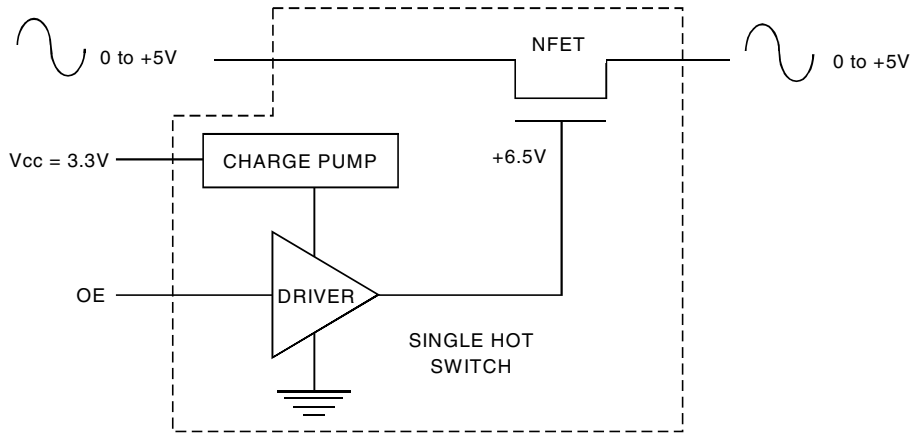 NFET
0 to +5V
0 to +5V
Vcc = 3.3V
CHARGE PUMP
+6.5V
OE
DRIVER
SINGLE HOT
SWITCH